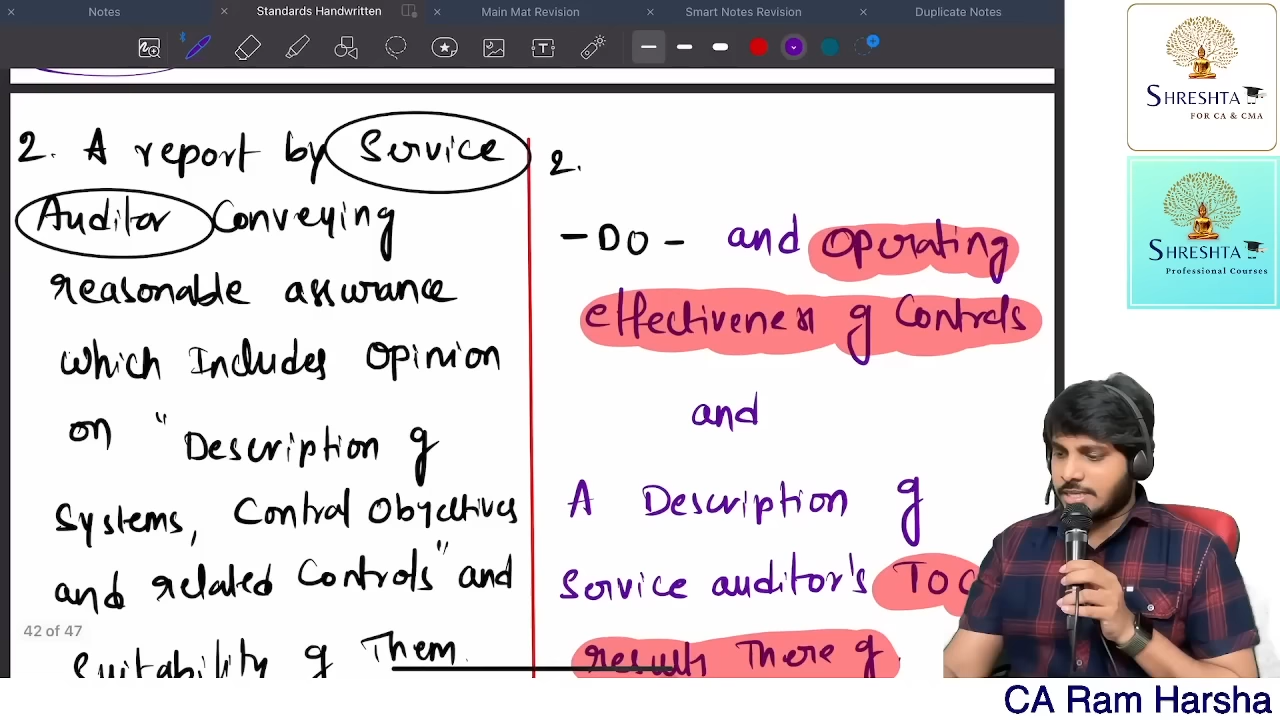 Notes
Standards Handwritten
Main Mat Revision
Smart Notes Revision
Duplicate Notes
2. A report by Service
Auditor Conveying
reasonable assurance
which Includes Opinion
on "Description of
Systems, Control Objectives
and related Controls" and
Suitability of Them.
42 of 47
2.
-DO- and Operating
effectiveness of Controls
and
A Description of
Service auditor's TOC
results There of.
SHRESHTA
FOR CA & CMA
SHRESHTA
Professional Courses
CA Ram Harsha